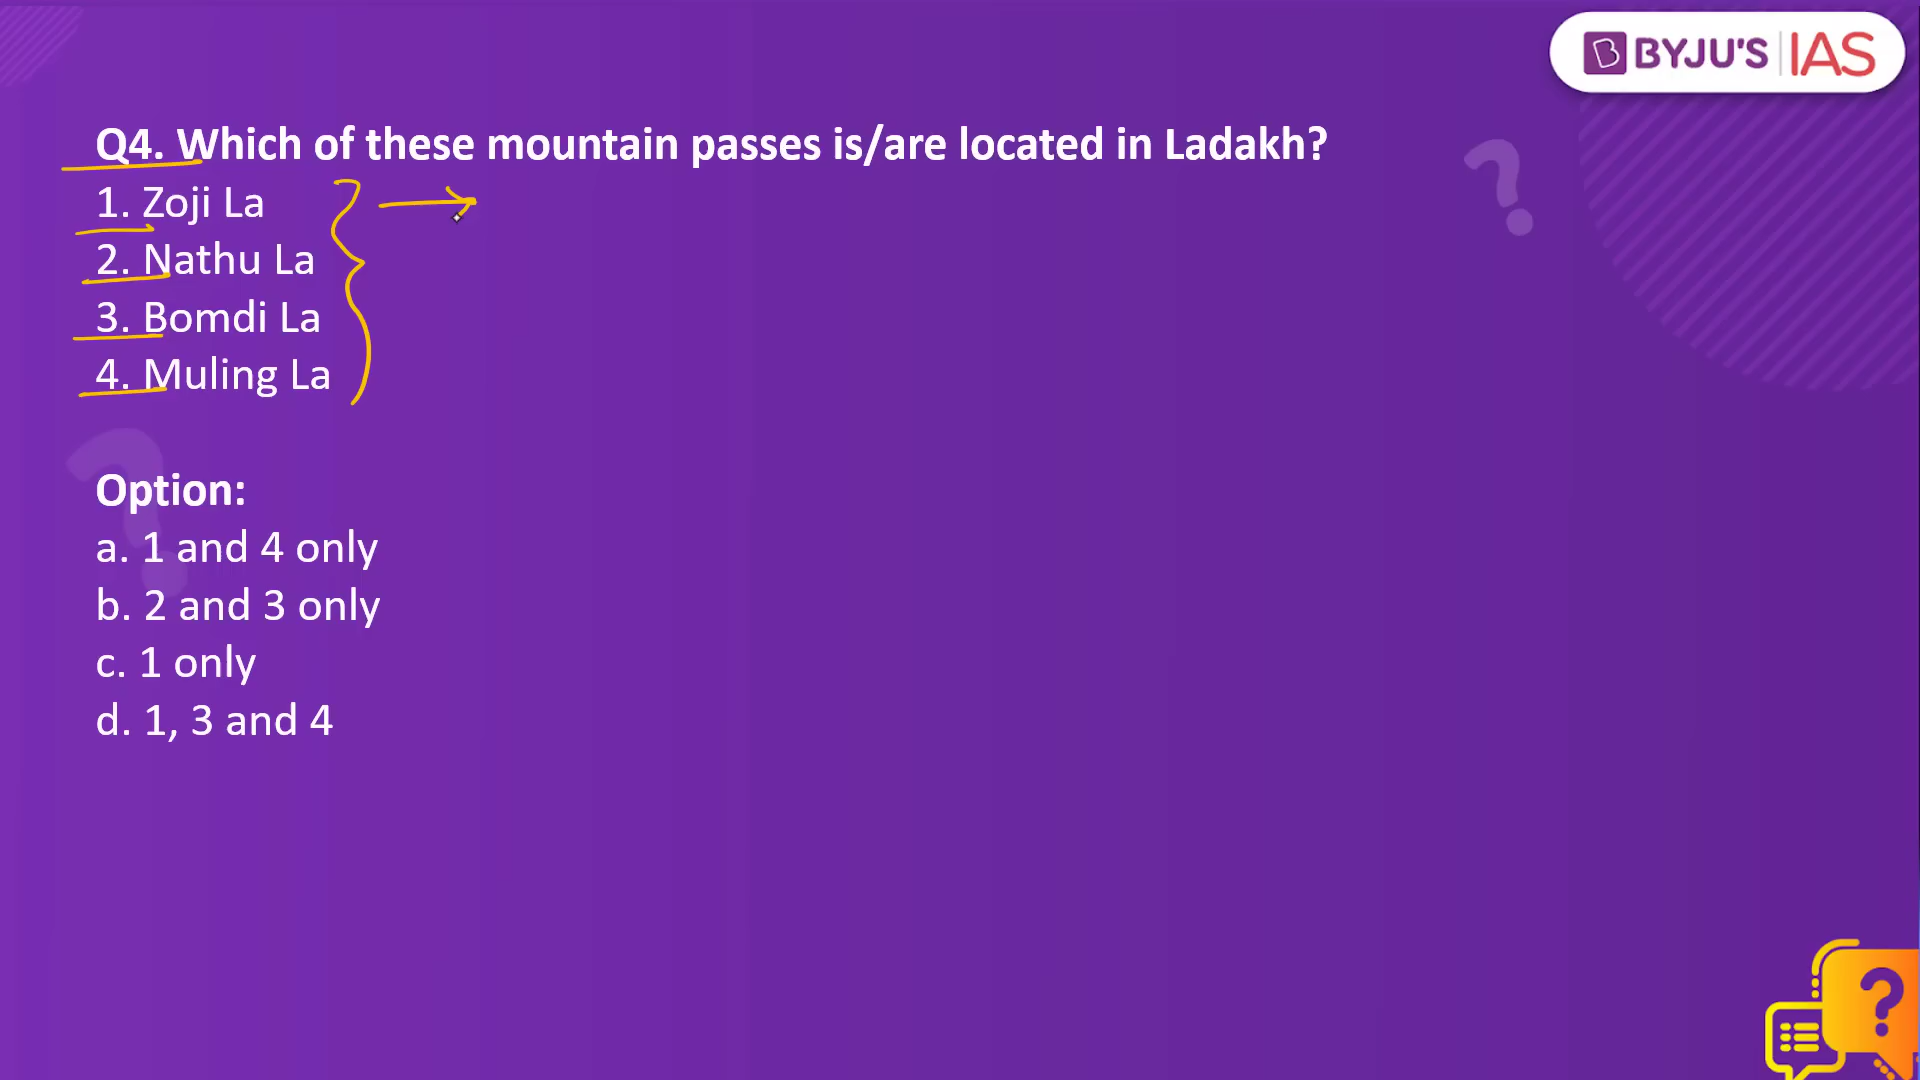 BYJU'S IAS
Q4. Which of these mountain passes is/are located in Ladakh?
1. Zoji La
2. Nathu La
3. Bomdi La
4. Muling La
Option:
a. 1 and 4 only
b. 2 and 3 only
c. 1 only
d. 1, 3 and 4